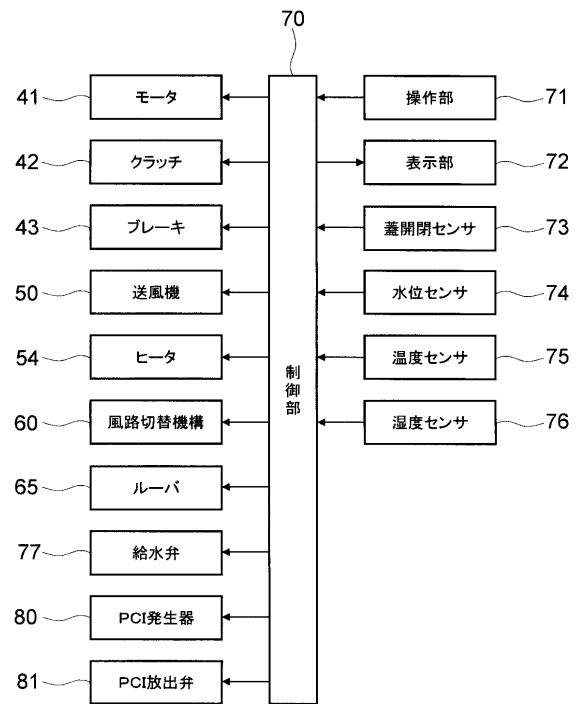 70
41 モータ 操作部 71
42 クラッチ 表示部 72
43 ブレーキ 蓋開閉センサ 73
50 送風機 水位センサ 74
54 ヒータ 温度センサ 75
制御部
60 風路切替機構 湿度センサ 76
65 ルーバ
77 給水弁
80 PCI発生器
81 PCI放出弁